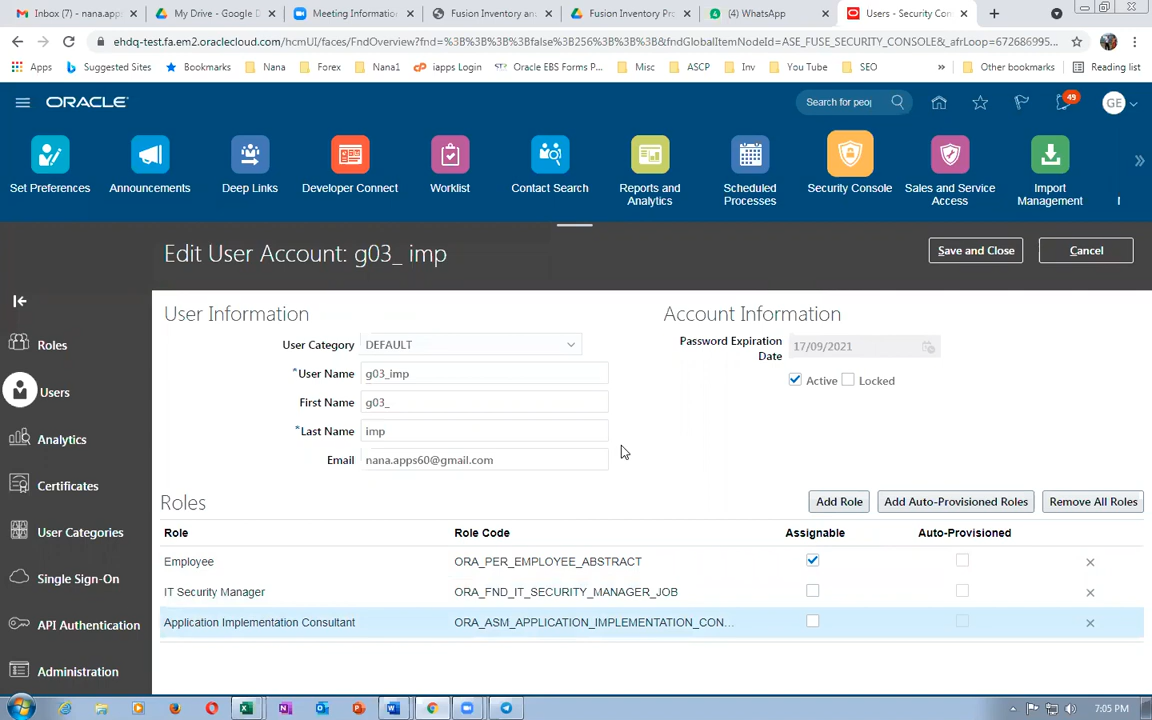 Inbox (7) - nana.apps
My Drive - Google D
Meeting Informatio
Fusion Inventory an
Fusion Inventory Pro
(4) WhatsApp
Users - Security Con
ehdq-test.fa.em2.oraclecloud.com/hcmUI/faces/FndOverview?fnd=%3B%3B%3B%3Bfalse%3B256%3B%3B%3B&fndGlobalItemNodeId=ASE_FUSE_SECURITY_CONSOLE&_afrLoop=672686995...
Apps
Suggested Sites
Bookmarks
Nana
Forex
Nana1
iapps Login
Oracle EBS Forms P...
Misc
ASCP
Inv
You Tube
SEO
»
Other bookmarks
Reading list
ORACLE
Search for peop
49
GE
Set Preferences
Announcements
Deep Links
Developer Connect
Worklist
Contact Search
Reports and Analytics
Scheduled Processes
Security Console
Sales and Service Access
Import Management
Edit User Account: g03_ imp
Save and Close
Cancel
Roles
Users
Analytics
Certificates
User Categories
Single Sign-On
API Authentication
Administration
User Information
User Category DEFAULT
*User Name g03_imp
First Name g03_
*Last Name imp
Email nana.apps60@gmail.com
Account Information
Password Expiration Date 17/09/2021
Active Locked
Roles
Add Role
Add Auto-Provisioned Roles
Remove All Roles
Role Role Code Assignable Auto-Provisioned
Employee ORA_PER_EMPLOYEE_ABSTRACT
IT Security Manager ORA_FND_IT_SECURITY_MANAGER_JOB
Application Implementation Consultant ORA_ASM_APPLICATION_IMPLEMENTATION_CON...
7:05 PM